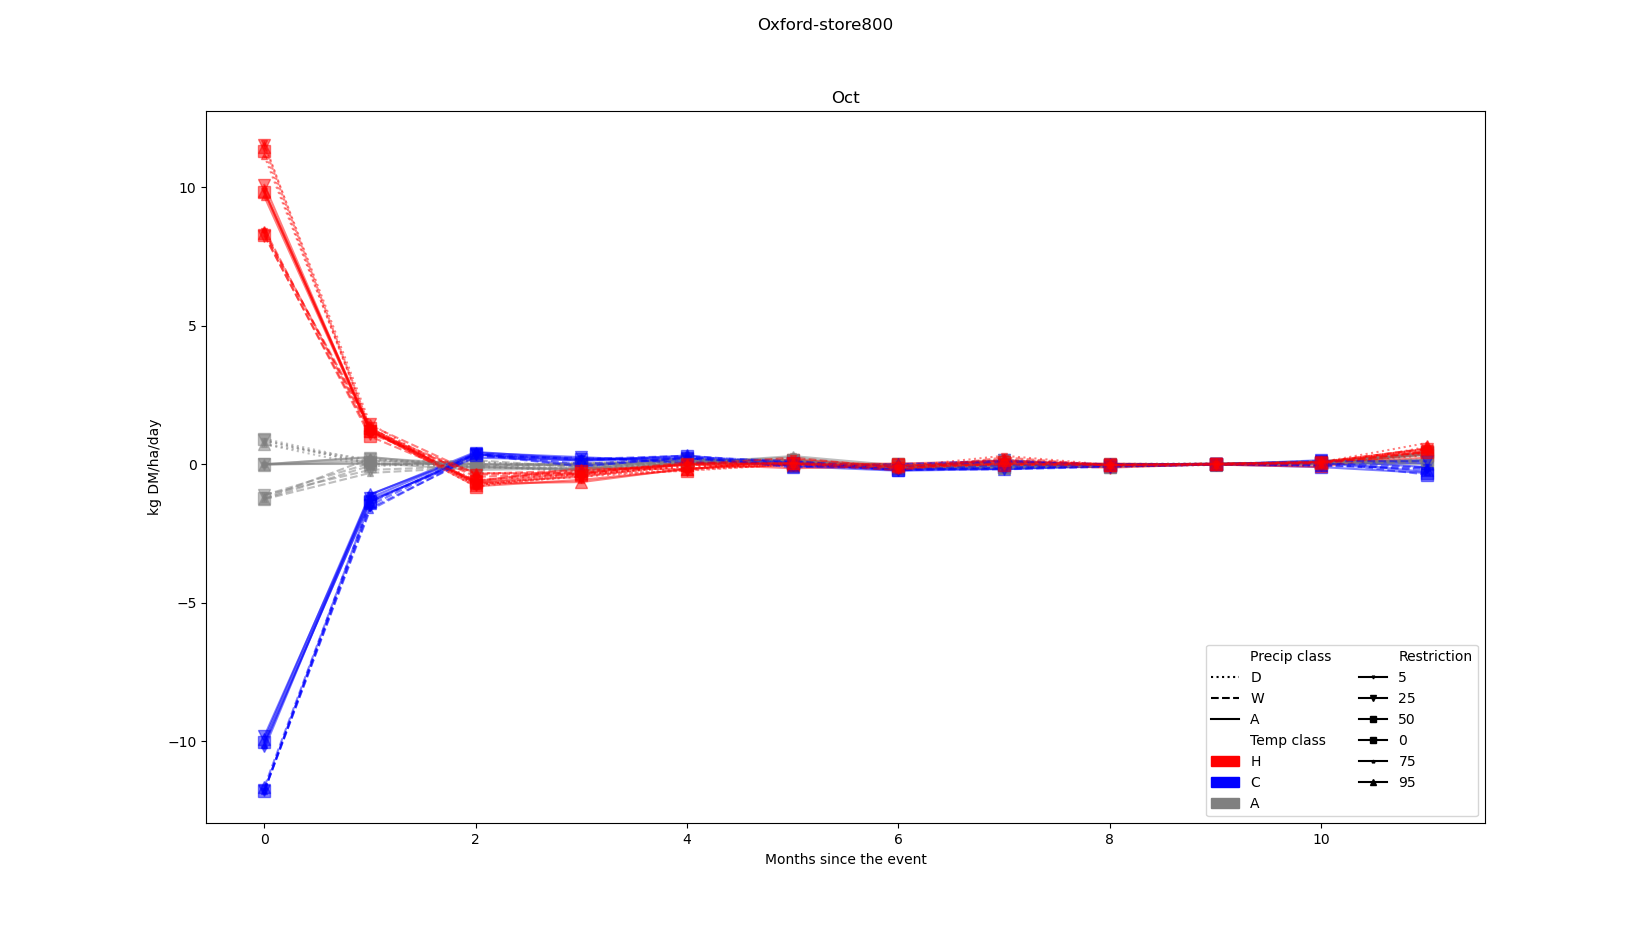 Oxford-store800
Oct
kg DM/ha/day
10
5
0
−5
−10
0 2 4 6 8 10
Months since the event
Precip class
D
W
A
Temp class
H
C
A
Restriction
5
25
50
0
75
95